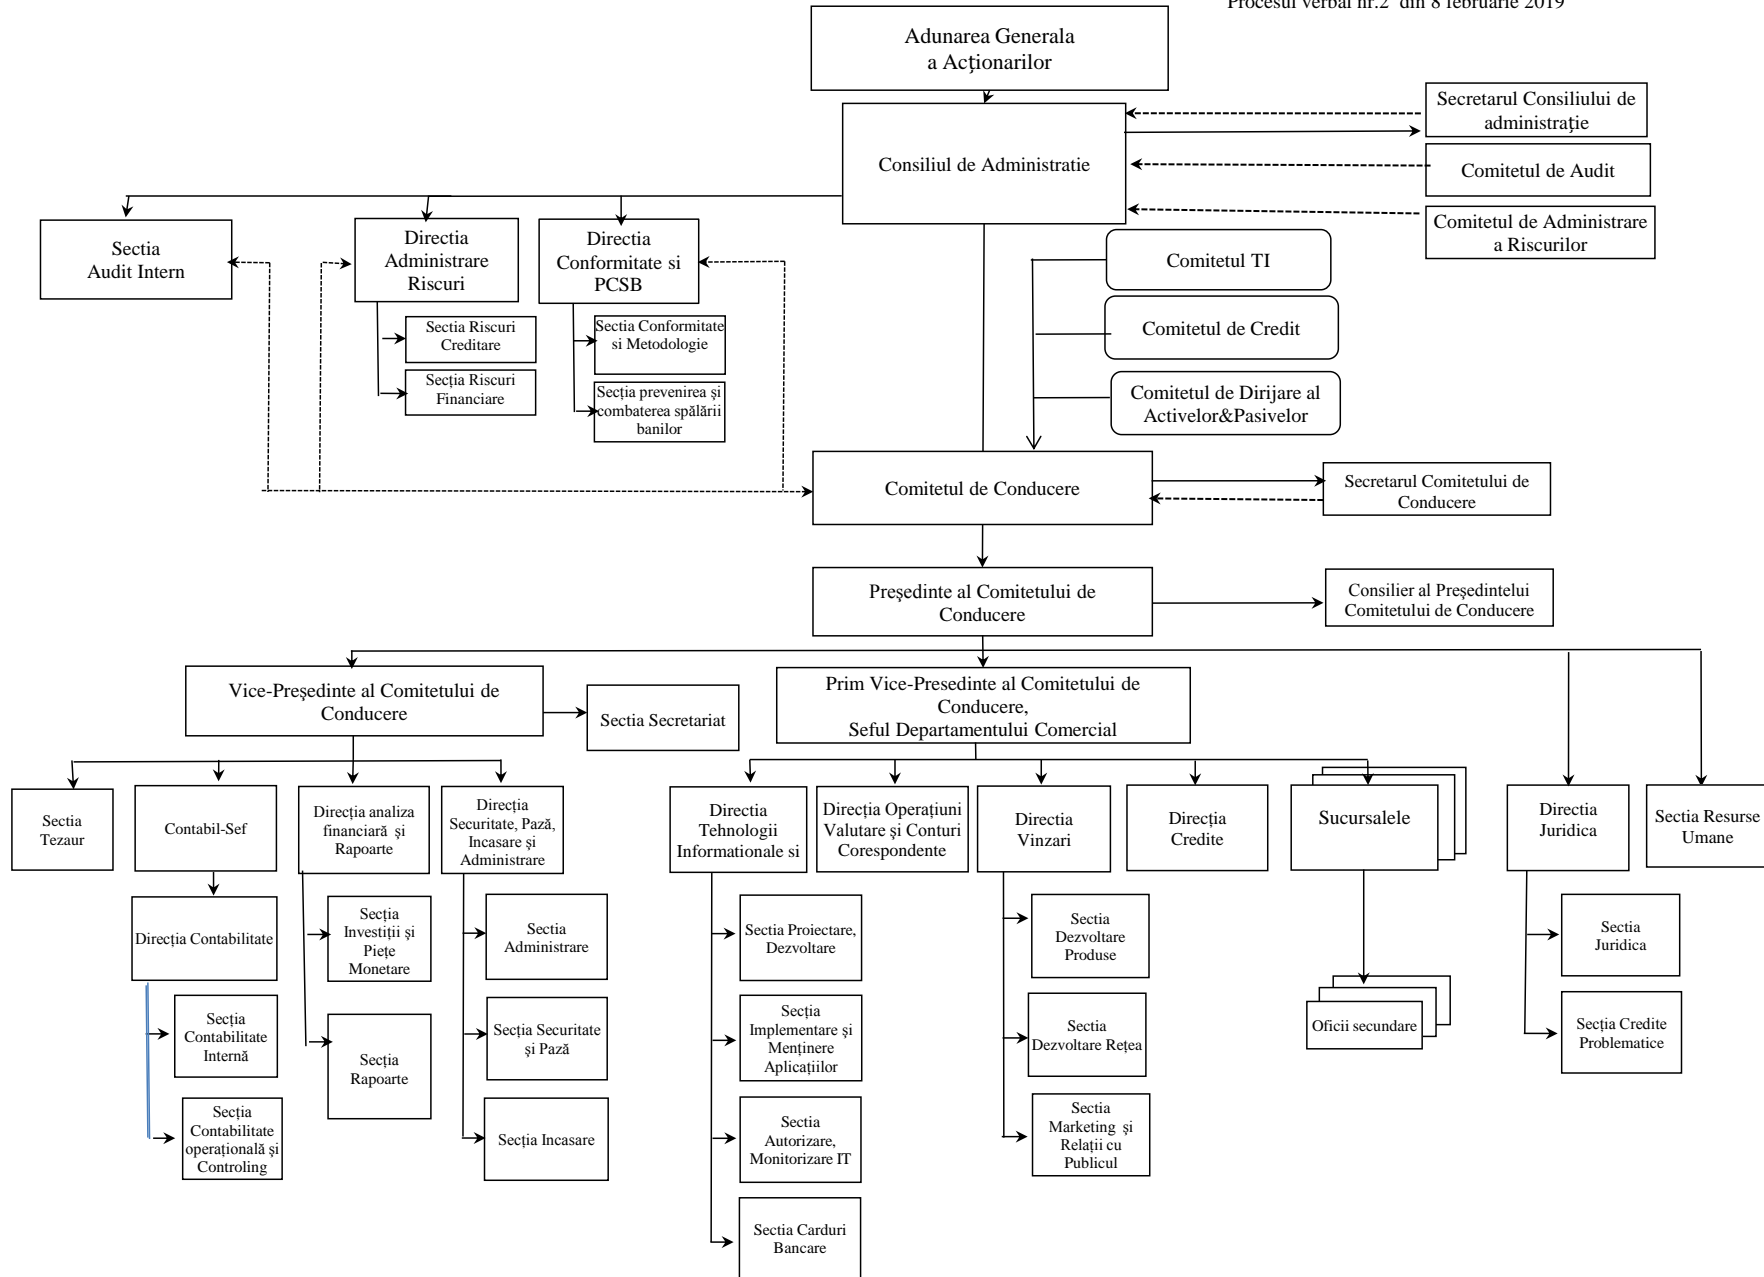 Procesul verbal nr.2 din 8 februarie 2019
Adunarea Generala
a Acționarilor
Secretarul Consiliului de
administrație
Consiliul de Administratie
Comitetul de Audit
Comitetul de Administrare
a Riscurilor
Sectia
Audit Intern
Directia
Administrare
Riscuri
Directia
Conformitate si
PCSB
Comitetul TI
Sectia Riscuri
Creditare
Secția Riscuri
Financiare
Sectia Conformitate
si Metodologie
Secția prevenirea și
combaterea spălării
banilor
Comitetul de Credit
Comitetul de Dirijare al
Activelor&Pasivelor
Comitetul de Conducere
Secretarul Comitetului de
Conducere
Președinte al Comitetului de
Conducere
Consilier al Președintelui
Comitetului de Conducere
Vice-Președinte al Comitetului de
Conducere
Sectia Secretariat
Prim Vice-Presedinte al Comitetului de
Conducere,
Seful Departamentului Comercial
Sectia
Tezaur
Contabil-Sef
Direcția analiza
financiară și
Rapoarte
Direcția
Securitate, Pază,
Incasare și
Administrare
Directia
Tehnologii
Informationale si
Direcția Operațiuni
Valutare și Conturi
Corespondente
Directia
Vinzari
Direcția
Credite
Sucursalele
Directia
Juridica
Sectia Resurse
Umane
Direcția Contabilitate
Secția
Investiții și
Piețe
Monetare
Sectia
Administrare
Sectia Proiectare,
Dezvoltare
Sectia
Dezvoltare
Produse
Sectia
Juridica
Secția
Contabilitate
Internă
Secția
Rapoarte
Secția Securitate
și Pază
Secția
Implementare și
Menținere
Aplicațiilor
Sectia
Dezvoltare Rețea
Oficii secundare
Secția Credite
Problematice
Secția
Contabilitate
operațională și
Controling
Secția Incasare
Sectia
Autorizare,
Monitorizare IT
Sectia
Marketing și
Relații cu
Publicul
Sectia Carduri
Bancare